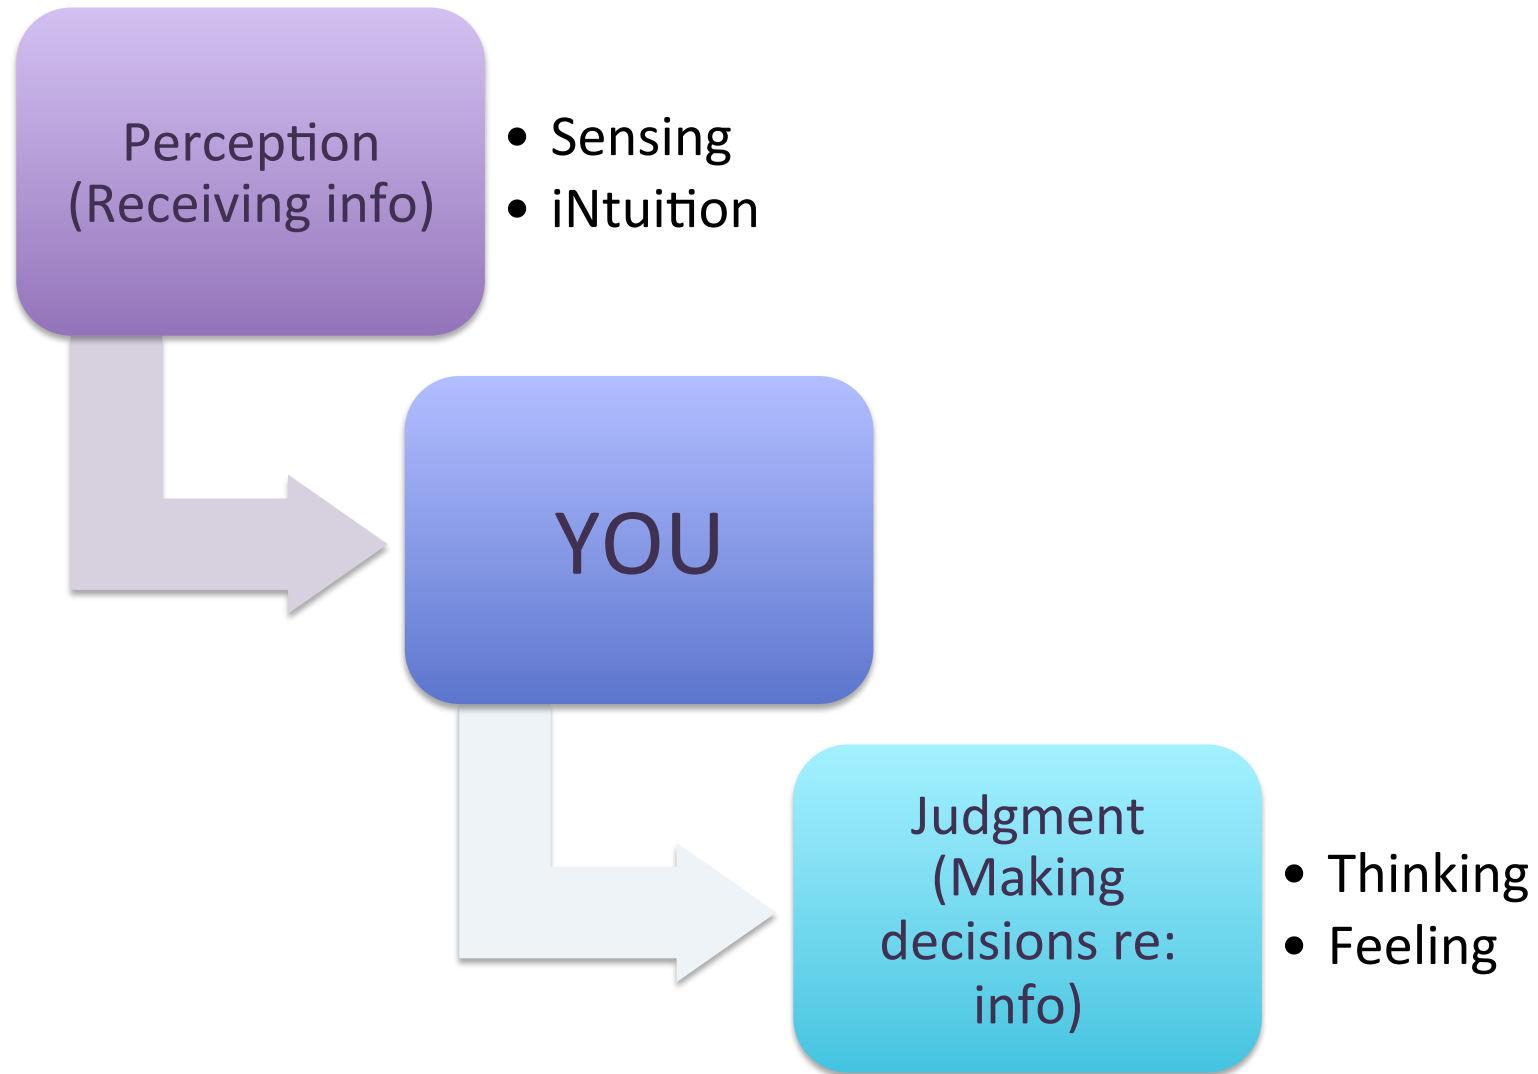 Perception
(Receiving info)
• Sensing
• iNtuition
YOU
Judgment
(Making
decisions re:
info)
• Thinking
• Feeling